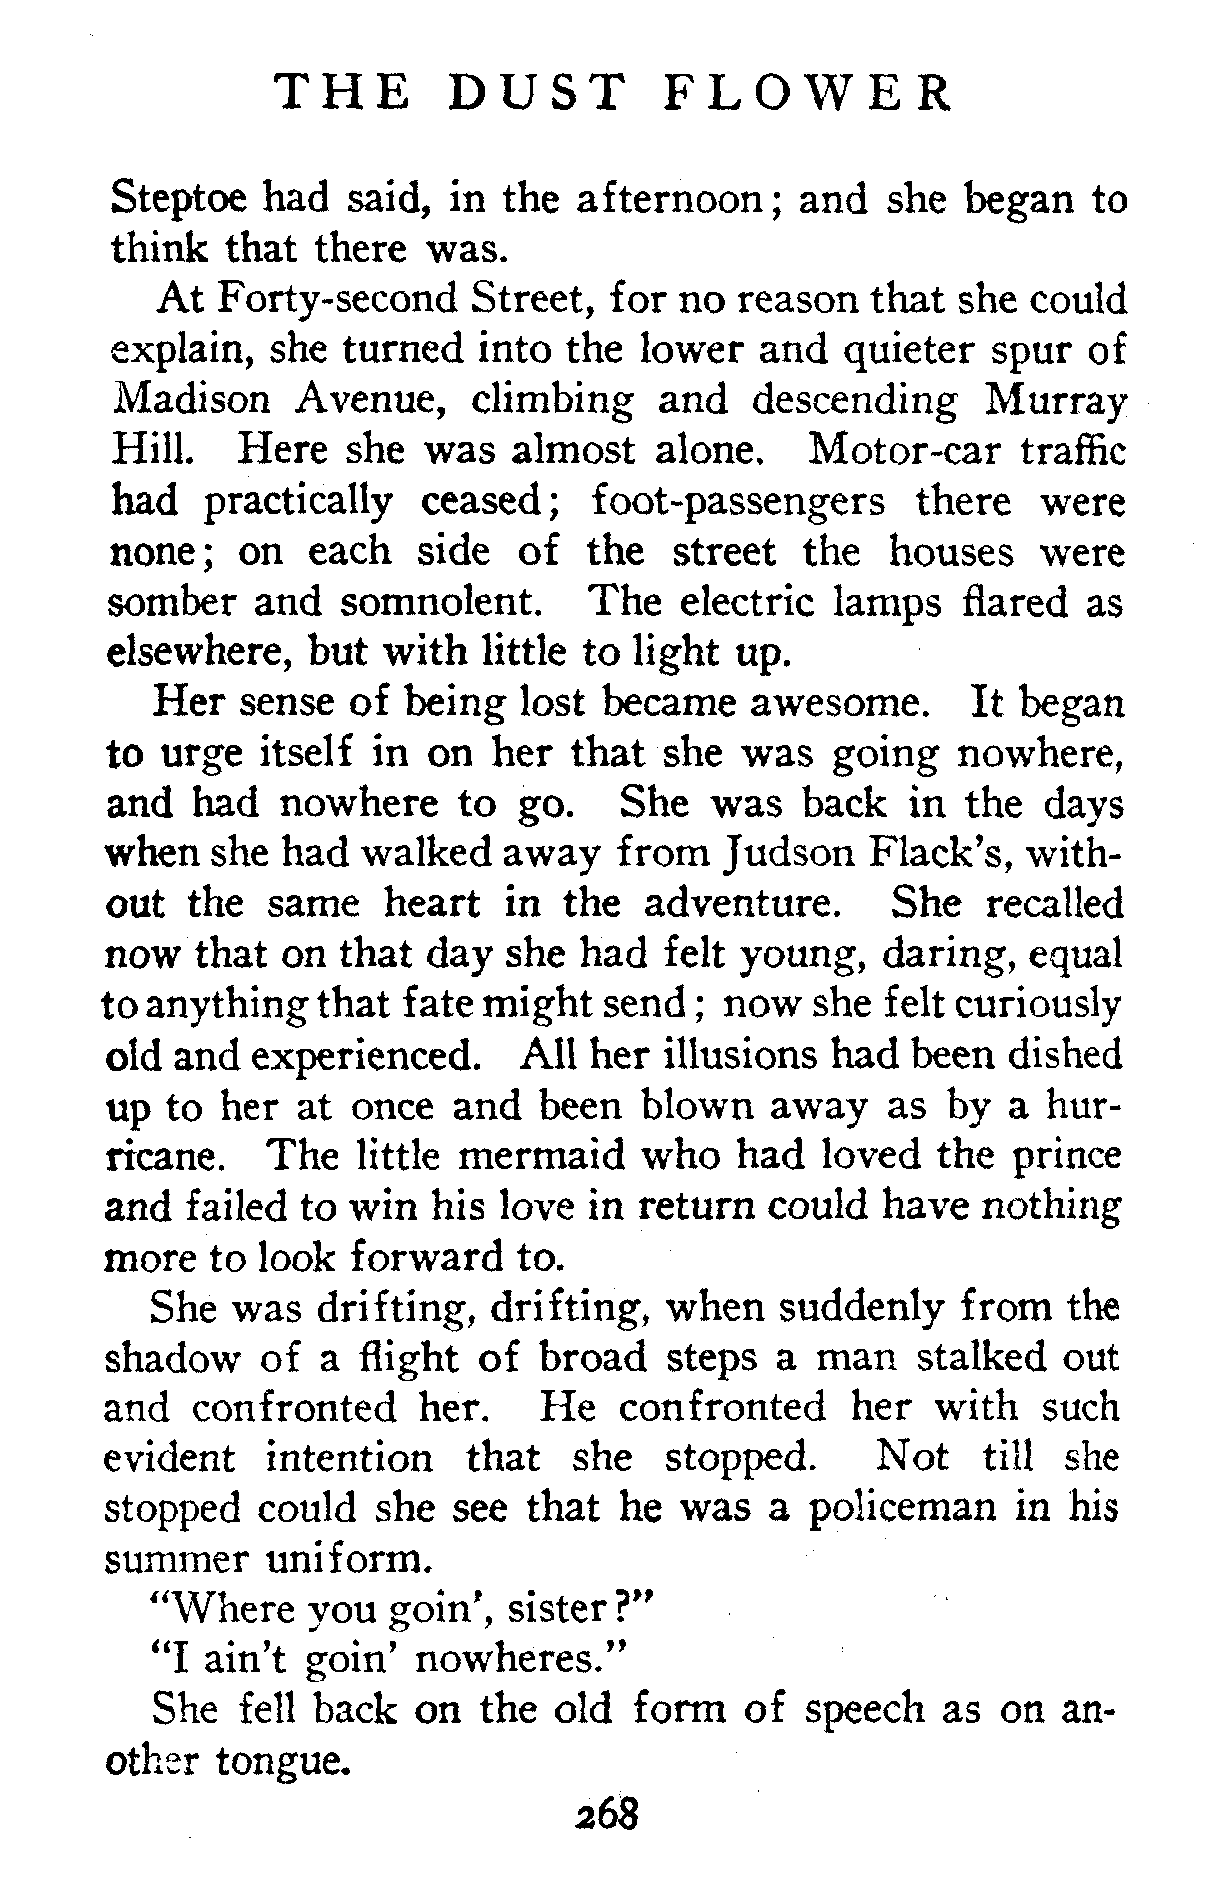 THE DUST FLOWER
Steptoe had said, in the afternoon; and she began to
think that there was.
At Forty-second Street, for no reason that she could
explain, she turned into the lower and quieter spur of
Madison Avenue, climbing and descending Murray
Hill. Here she was almost alone. Motor-car traffic
had practically ceased; foot-passengers there were
none; on each side of the street the houses were
somber and somnolent. The electric lamps flared as
elsewhere, but with little to light up.
Her sense of being lost became awesome. It began
to urge itself in on her that she was going nowhere,
and had nowhere to go. She was back in the days
when she had walked away from Judson Flack's, with-
out the same heart in the adventure. She recalled
now that on that day she had felt young, daring, equal
to anything that fate might send; now she felt curiously
old and experienced. All her illusions had been dished
up to her at once and been blown away as by a hur-
ricane. The little mermaid who had loved the prince
and failed to win his love in return could have nothing
more to look forward to.
She was drifting, drifting, when suddenly from the
shadow of a flight of broad steps a man stalked out
and confronted her. He confronted her with such
evident intention that she stopped. Not till she
stopped could she see that he was a policeman in his
summer uniform.
"Where you goin', sister?"
"I ain't goin' nowheres."
She fell back on the old form of speech as on an-
other tongue.
268